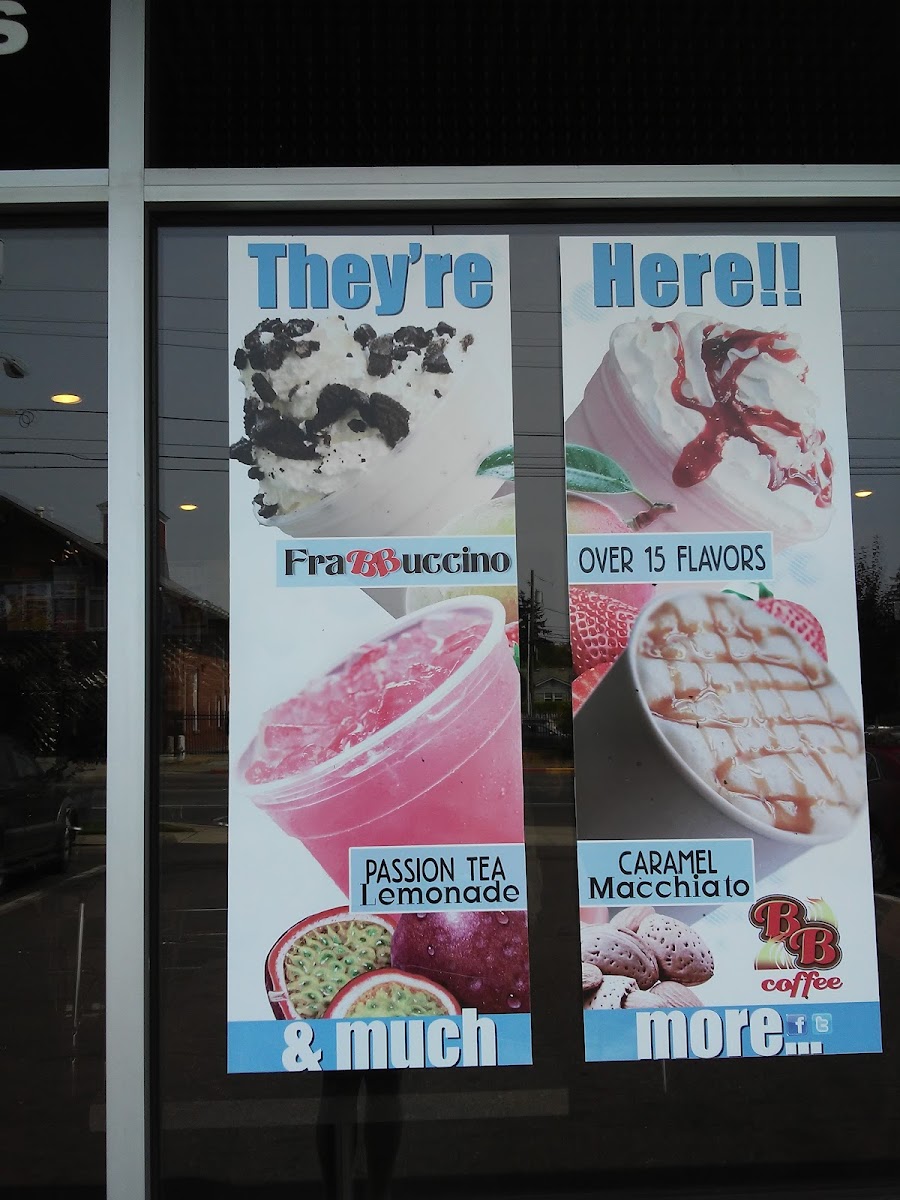 s
They're Here!!
FraBBuccino
OVER 15 FLAVORS
PASSION TEA
Lemonade
CARAMEL
Macchiato
BB
coffee
& much more...
f t